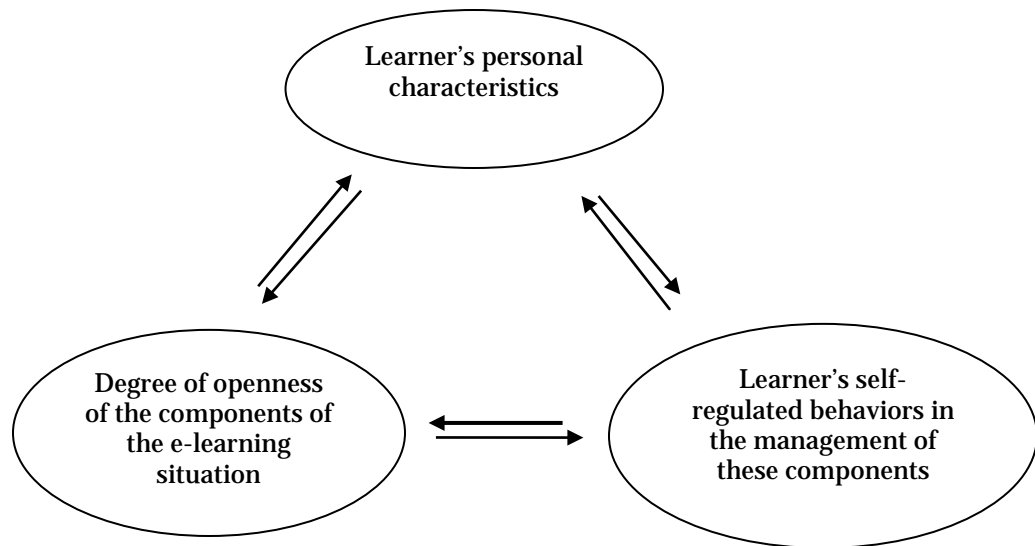 Learner’s personal
characteristics
Degree of openness
of the components of
the e-learning
situation
Learner’s self-
regulated behaviors in
the management of
these components